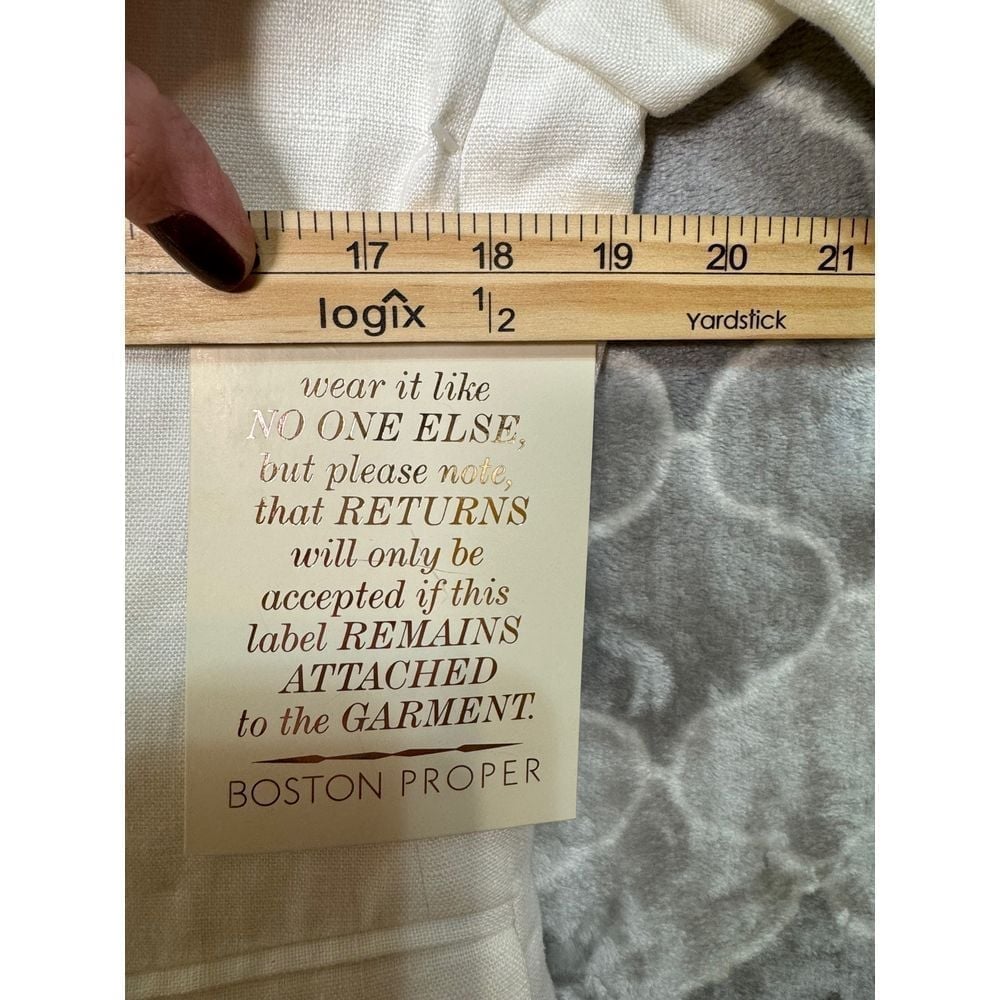 17 18 19 20 21
logix 1/2 Yardstick
wear it like
NO ONE ELSE,
but please note,
that RETURNS
will only be
accepted if this
label REMAINS
ATTACHED
to the GARMENT.
BOSTON PROPER